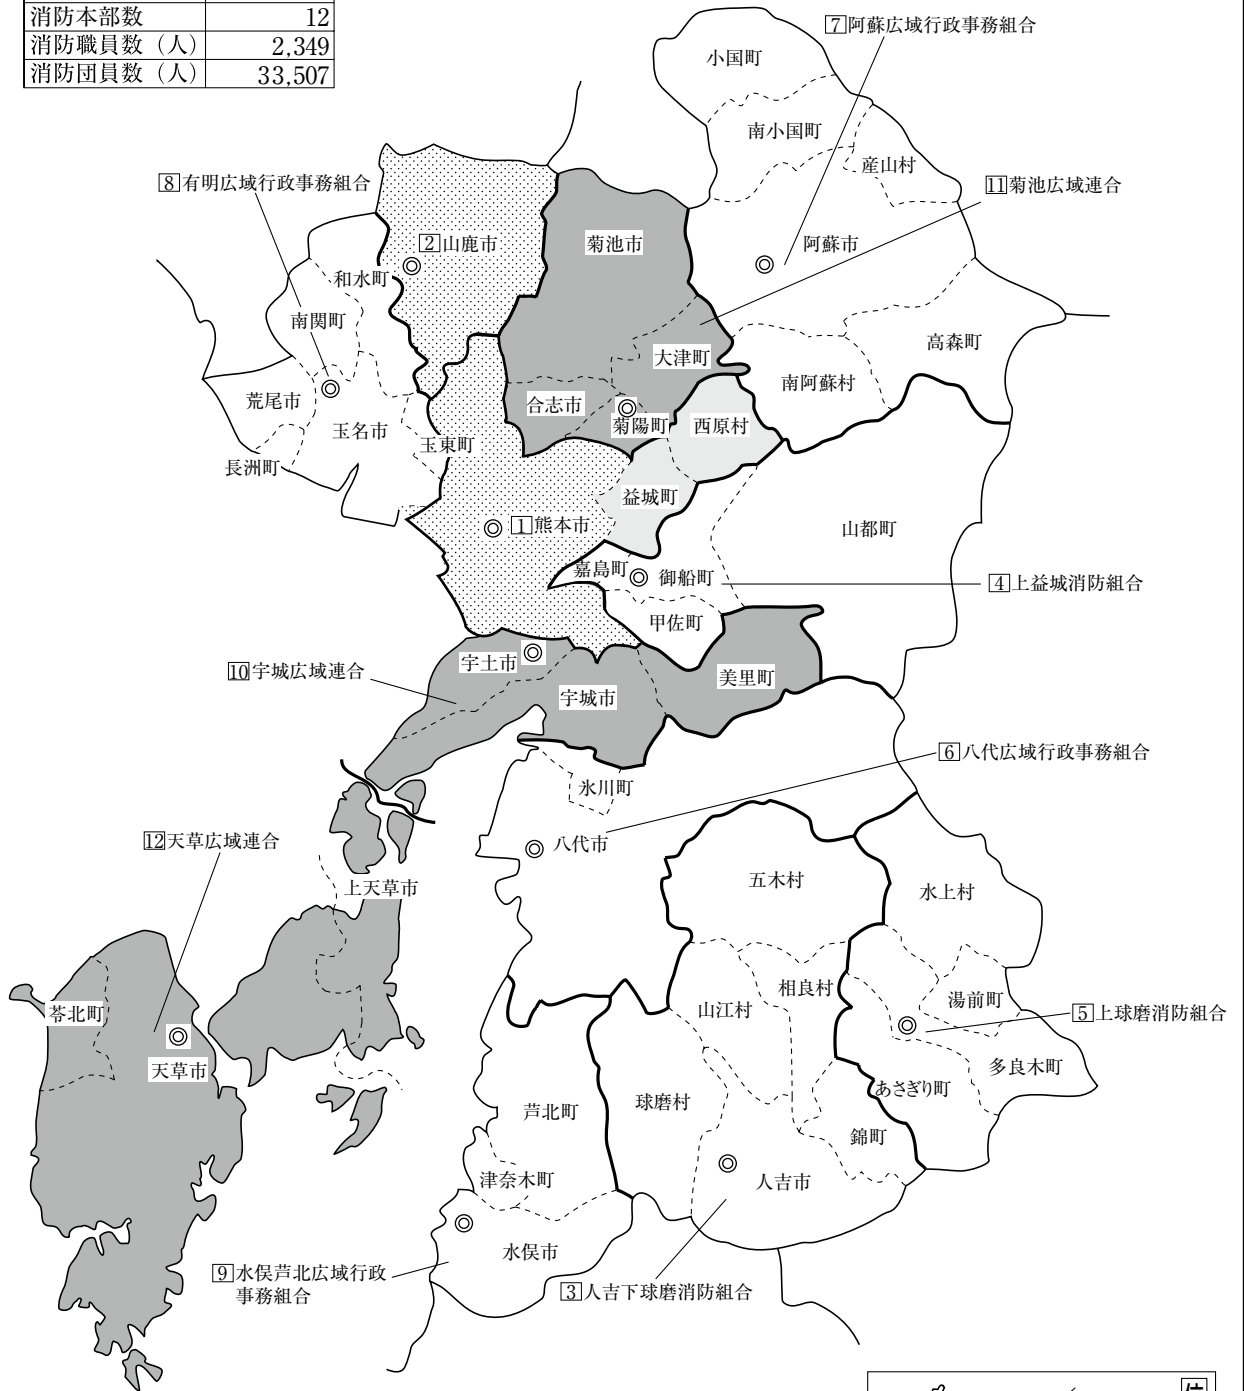 消防本部数 12
消防職員数（人） 2,349
消防団員数（人） 33,507
7阿蘇広域行政事務組合
小国町
南小国町
産山村
8有明広域行政事務組合
11菊池広域連合
2山鹿市
菊池市
阿蘇市
和水町
南関町
高森町
大津町
南阿蘇村
荒尾市
合志市
菊陽町
西原村
玉名市
玉東町
長洲町
益城町
1熊本市
山都町
嘉島町
御船町
4上益城消防組合
甲佐町
宇土市
10宇城広域連合
美里町
宇城市
6八代広域行政事務組合
氷川町
12天草広域連合
八代市
上天草市
五木村
水上村
相良村
湯前町
苓北町
山江村
5上球磨消防組合
天草市
多良木町
あさぎり町
芦北町
球磨村
錦町
津奈木町
人吉市
水俣市
9水俣芦北広域行政
事務組合
3人吉下球磨消防組合